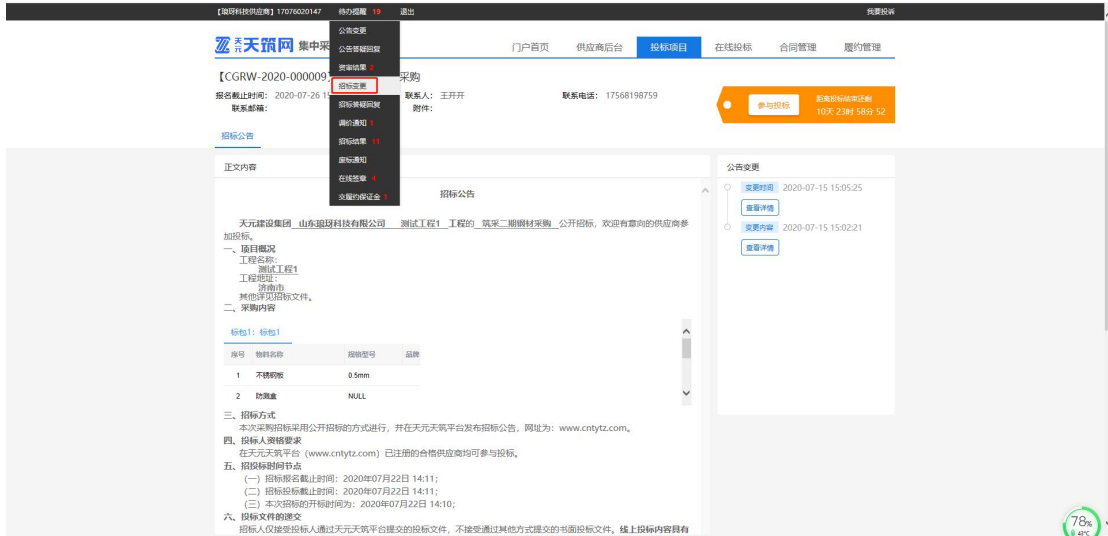 【琅琊科技供应商】17076020147 待办提醒 19 退出 我要投诉
天天筑网 集中采
门户首页 供应商后台 投标项目 在线投标 合同管理 履约管理
公告变更
公告答疑回复
资审结果 2
招标变更
招标答疑回复
调价通知 1
招标结果 11
废标通知
在线签章 4
交履约保证金 1
【CGRW-2020-000009 采购
报名截止时间: 2020-07-26 15 联系人: 王开开 联系电话: 17568198759
联系邮箱: 附件:
参与投标
距离投标结束还剩
10天 23时 58分 52
招标公告
正文内容
招标公告
天元建设集团 山东琅琊科技有限公司 测试工程1 工程的 筑采二期钢材采购 公开招标，欢迎有意向的供应商参
加投标。
一、项目概况
工程名称:
测试工程1
工程地址:
济南市
其他详见招标文件。
二、采购内容
标包1: 标包1
序号 物料名称 规格型号 品牌
1 不锈钢板 0.5mm
2 防溅盒 NULL
三、招标方式
本次采购招标采用公开招标的方式进行，并在天元天筑平台发布招标公告，网址为: www.cntytz.com。
四、投标人资格要求
在天元天筑平台 (www.cntytz.com) 已注册的合格供应商均可参与投标。
五、招投标时间节点
(一) 招标报名截止时间: 2020年07月22日 14:11;
(二) 招标投标截止时间: 2020年07月22日 14:11;
(三) 本次招标的开标时间为: 2020年07月22日 14:10;
六、投标文件的递交
招标人仅接受投标人通过天元天筑平台提交的投标文件，不接受通过其他方式提交的书面投标文件。线上投标内容具有
公告变更
变更时间 2020-07-15 15:05:25
查看详情
变更内容 2020-07-15 15:02:21
查看详情
78%
43°C